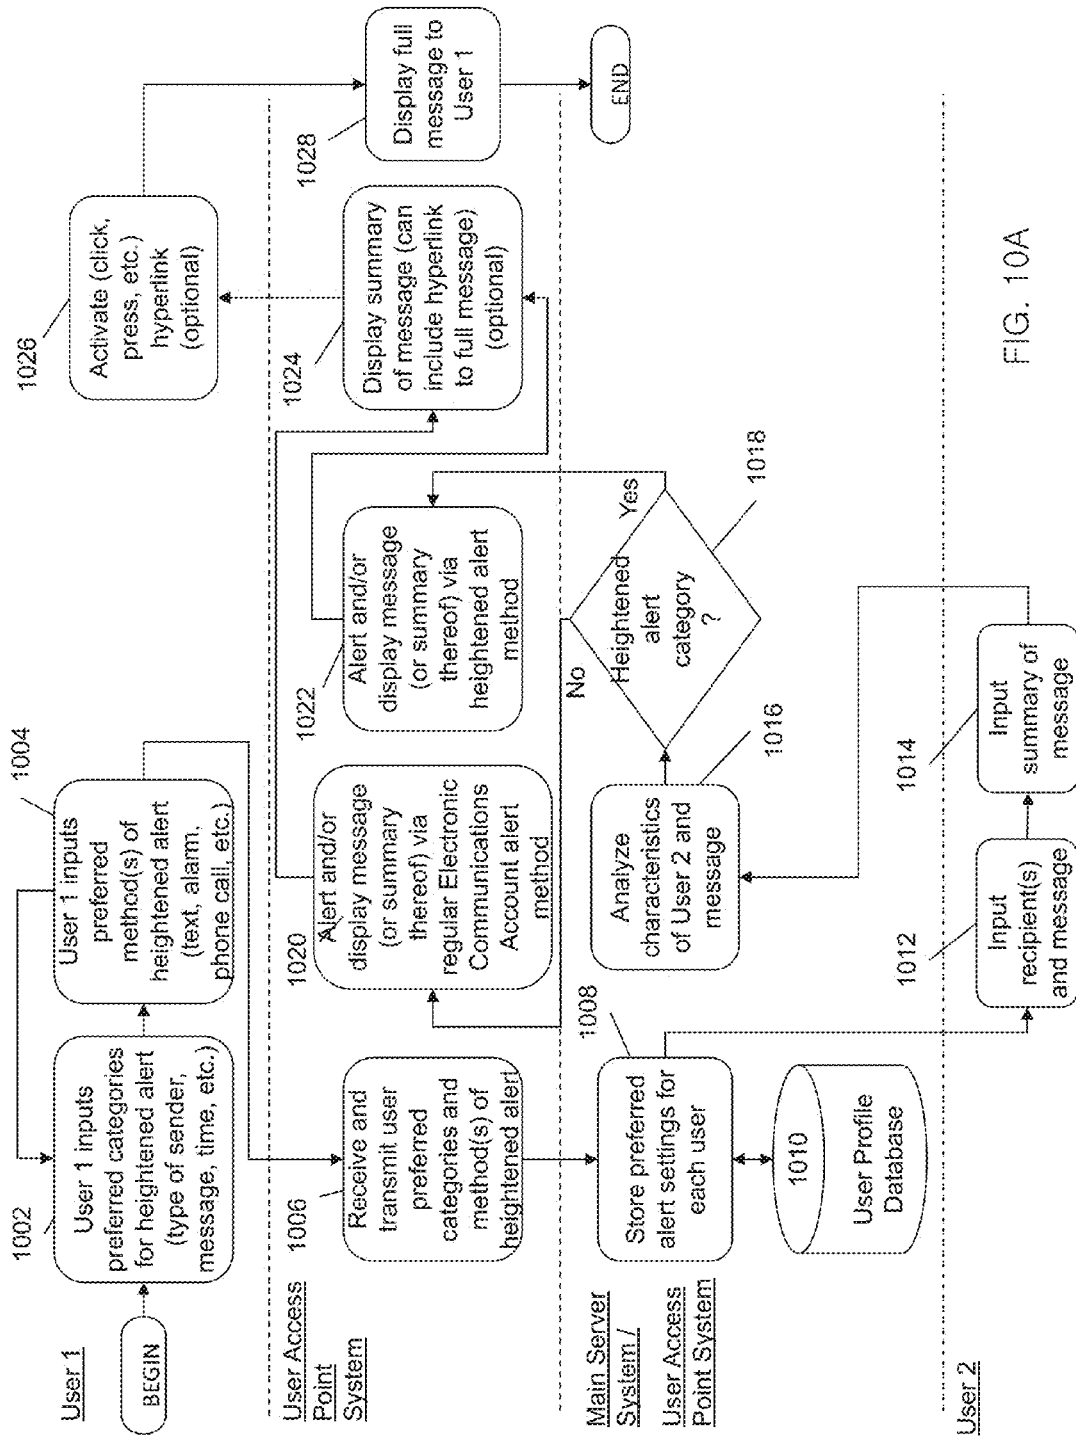 User 1
BEGIN
1002
User 1 inputs
preferred categories
for heightened alert
(type of sender,
message, time, etc.)
1004
User 1 inputs
preferred
method(s) of
heightened alert
(text, alarm,
phone call, etc.)
1026
Activate (click,
press, etc.)
hyperlink
(optional)
User Access
Point
System
1006
Receive and
transmit user
preferred
categories and
method(s) of
heightened alert
1020
Alert and/or
display message
(or summary
thereof) via
regular Electronic
Communications
Account alert
method
1022
Alert and/or
display message
(or summary
thereof) via
heightened alert
method
1024
Display summary
of message (can
include hyperlink
to full message)
(optional)
1028
Display full
message to
User 1
Main Server
System /
User Access
Point System
1008
Store preferred
alert settings for
each user
1010
User Profile
Database
Analyze
characteristics
of User 2 and
message
1016
No
Heightened
alert
category
?
Yes
1018
END
User 2
1012
Input
recipient(s)
and message
1014
Input
summary of
message
FIG. 10A